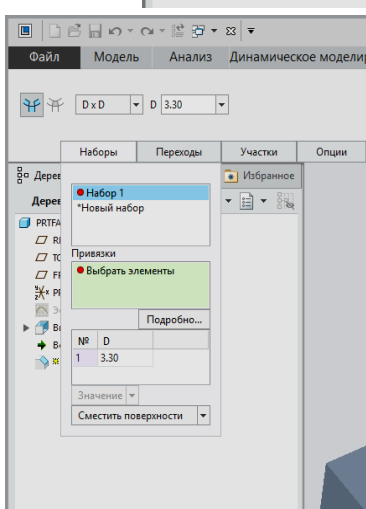 Файл Модель Анализ Динамическое модели
D x D D 3.30
Наборы Переходы Участки Опции
Дерев Избранное
Набор 1
Дерев
*Новый набор
PRTFA
Привязки
Выбрать элементы
Подробно...
№ D
1 3.30
Значение
Сместить поверхности